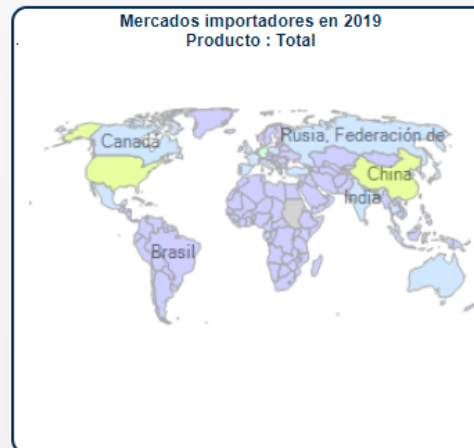 Mercados importadores en 2019
Producto : Total
Canadá
Rusia, Federación de
China
India
Brasil